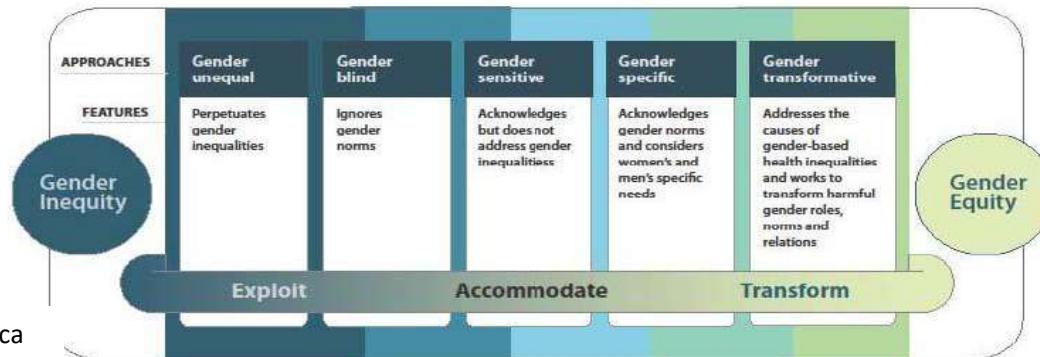 APPROACHES
Gender
unequal
Gender
blind
Gender
sensitive
Gender
specific
Gender
transformative
FEATURES
Perpetuates
gender
inequalities
Ignores
gender
norms
Acknowledges
but does not
address gender
inequalitiess
Acknowledges
gender norms
and considers
women's and
men's specific
needs
Addresses the
causes of
gender-based
health inequalities
and works to
transform harmful
gender roles,
norms and
relations
Gender
Inequity
Gender
Equity
Exploit
Accommodate
Transform
ca